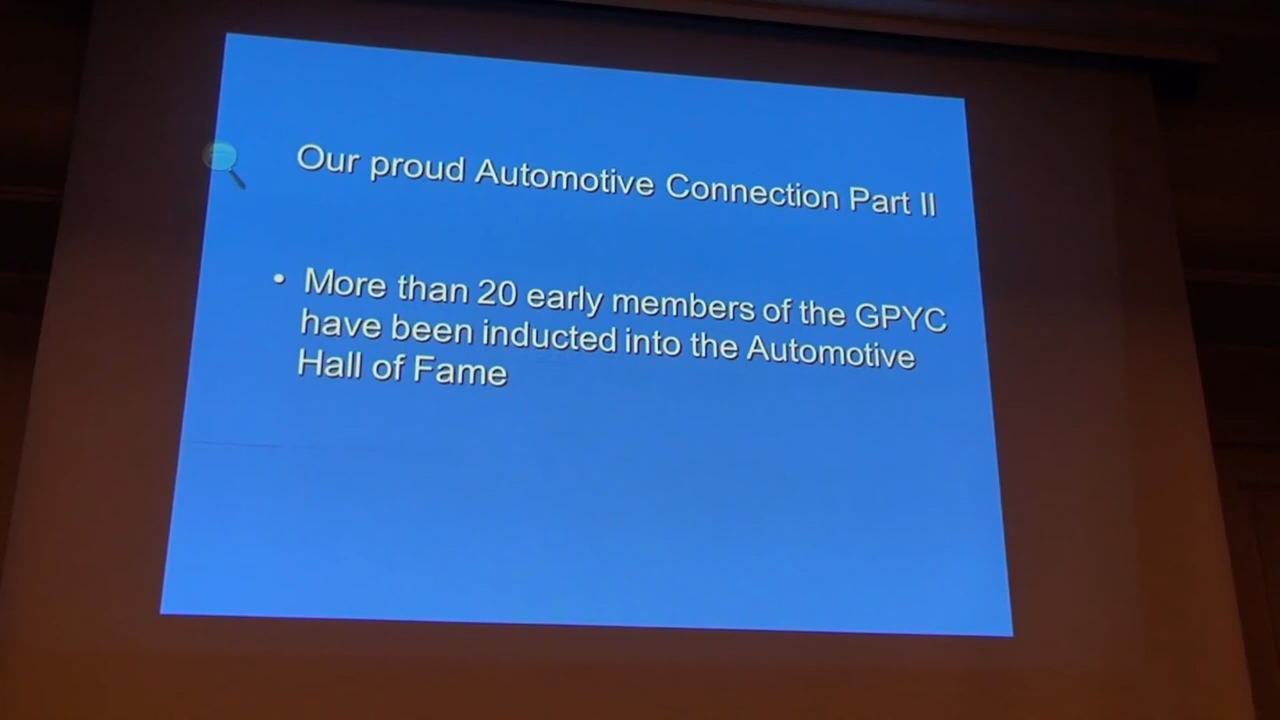 Our proud Automotive Connection Part II
• More than 20 early members of the GPYC
have been inducted into the Automotive
Hall of Fame